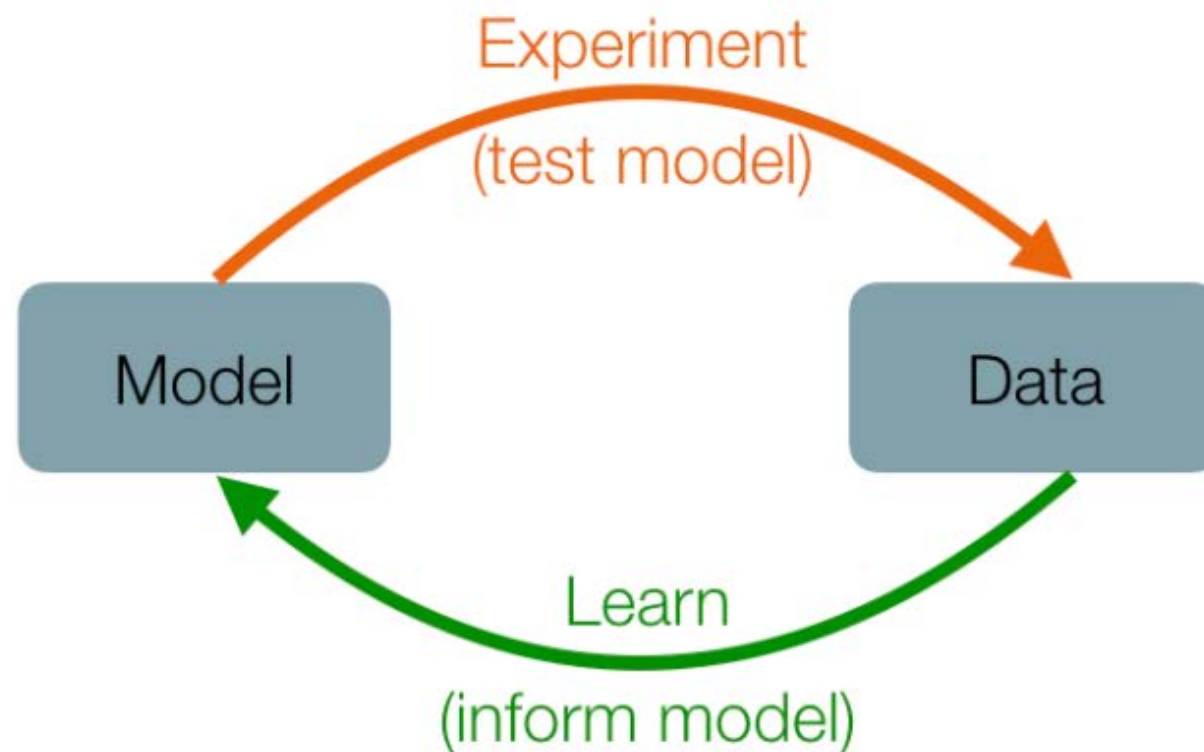 Experiment
(test model)
Model
Data
Learn
(inform model)